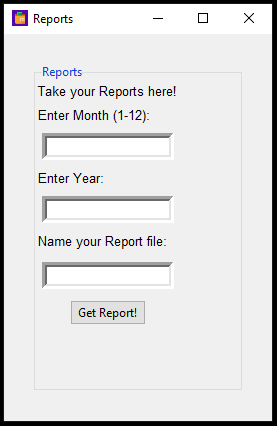 Reports
Reports
Take your Reports here!
Enter Month (1-12):
Enter Year:
Name your Report file:
Get Report!